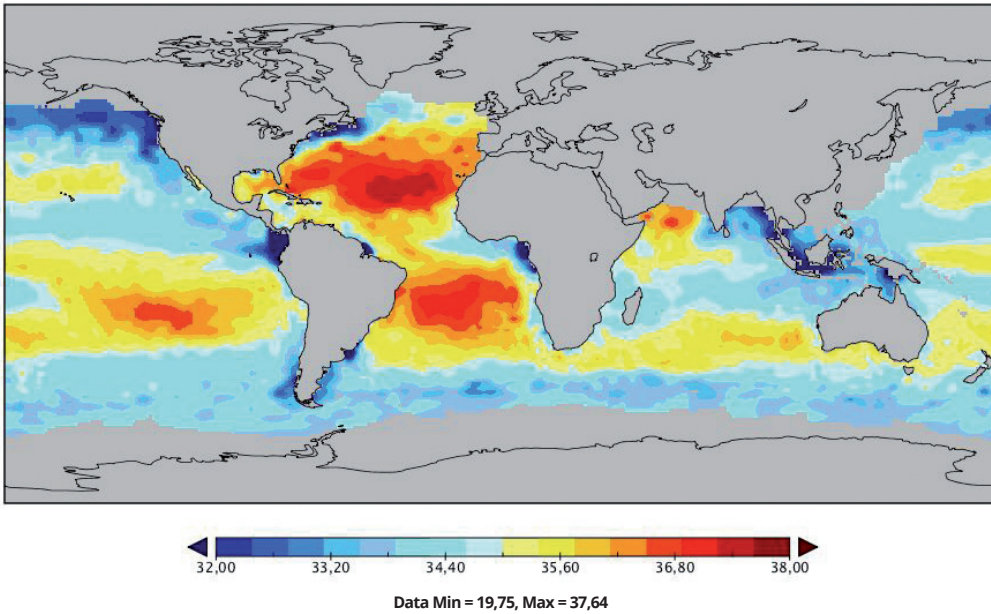 32,00 33,20 34,40 35,60 36,80 38,00
Data Min = 19,75, Max = 37,64